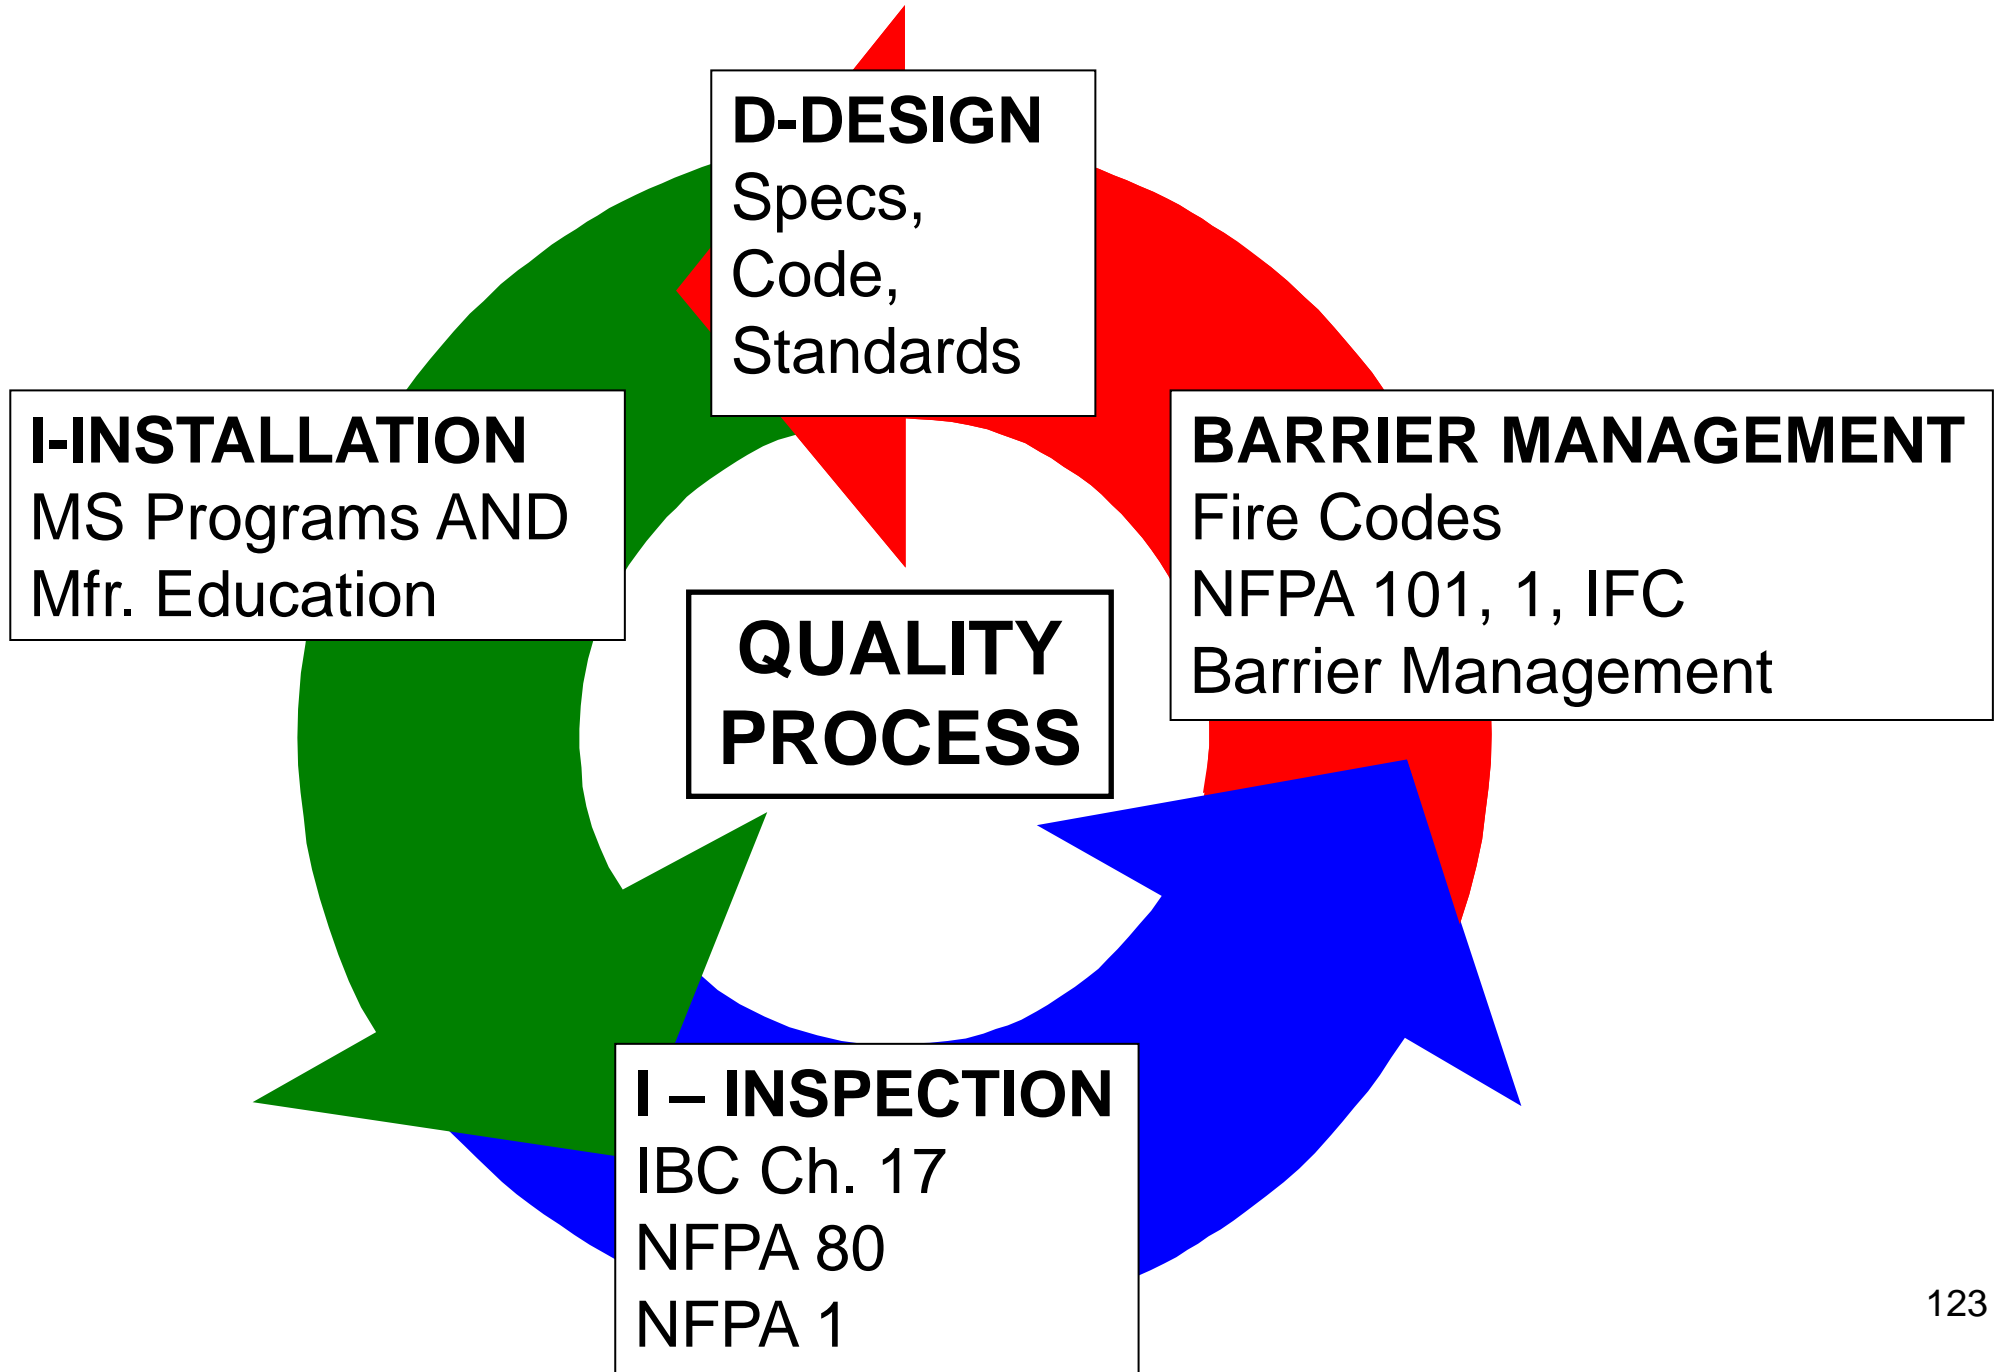 D-DESIGN
Specs,
Code,
Standards
I-INSTALLATION
MS Programs AND
Mfr. Education
BARRIER MANAGEMENT
Fire Codes
NFPA 101, 1, IFC
Barrier Management
QUALITY
PROCESS
I – INSPECTION
IBC Ch. 17
NFPA 80
NFPA 1
123